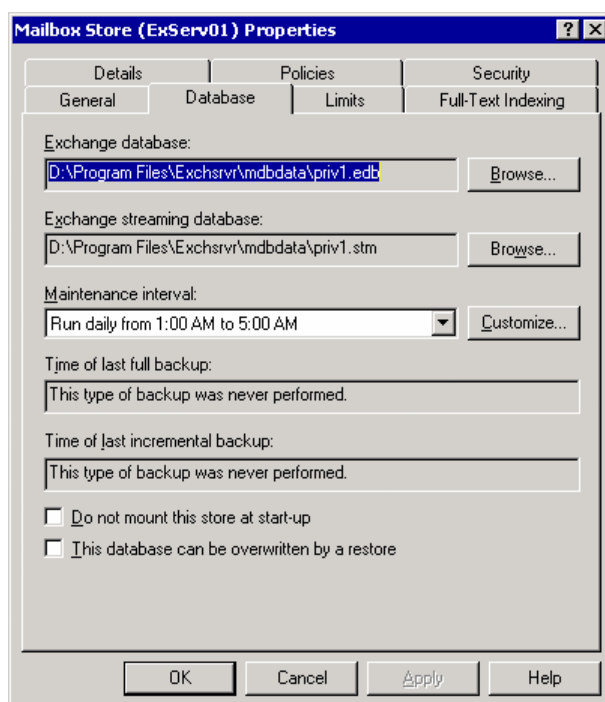 Mailbox Store (ExServ01) Properties
Details Policies Security
General Database Limits Full-Text Indexing
Exchange database:
D:\Program Files\Exchsrvr\mdbdata\priv1.edb Browse...
Exchange streaming database:
D:\Program Files\Exchsrvr\mdbdata\priv1.stm Browse...
Maintenance interval:
Run daily from 1:00 AM to 5:00 AM Customize...
Time of last full backup:
This type of backup was never performed.
Time of last incremental backup:
This type of backup was never performed.
Do not mount this store at start-up
This database can be overwritten by a restore
OK Cancel Apply Help